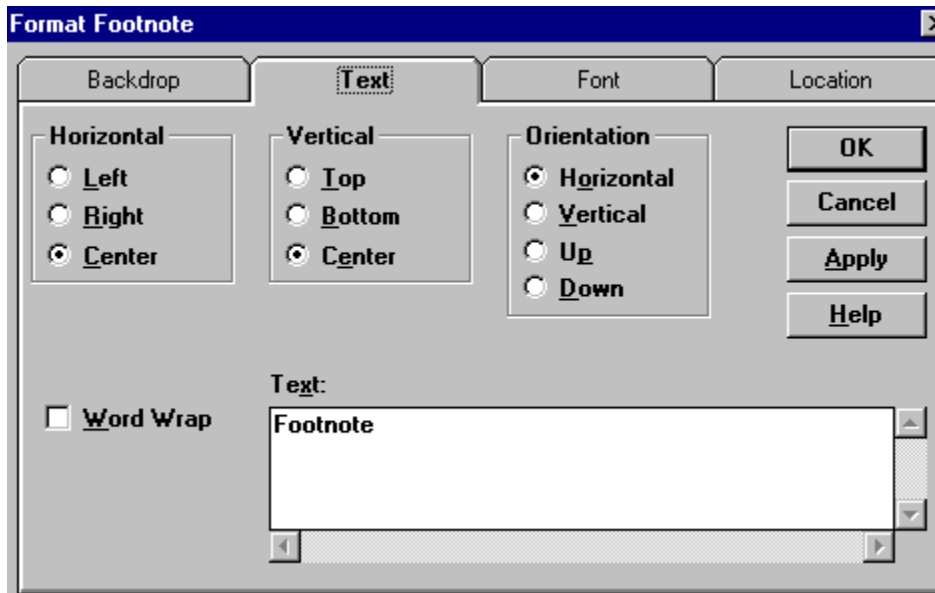 Format Footnote
Backdrop Text Font Location
Horizontal Vertical Orientation
Left Top Horizontal OK
Right Bottom Vertical Cancel
Center Center Up Apply
Down Help
Text:
Word Wrap Footnote